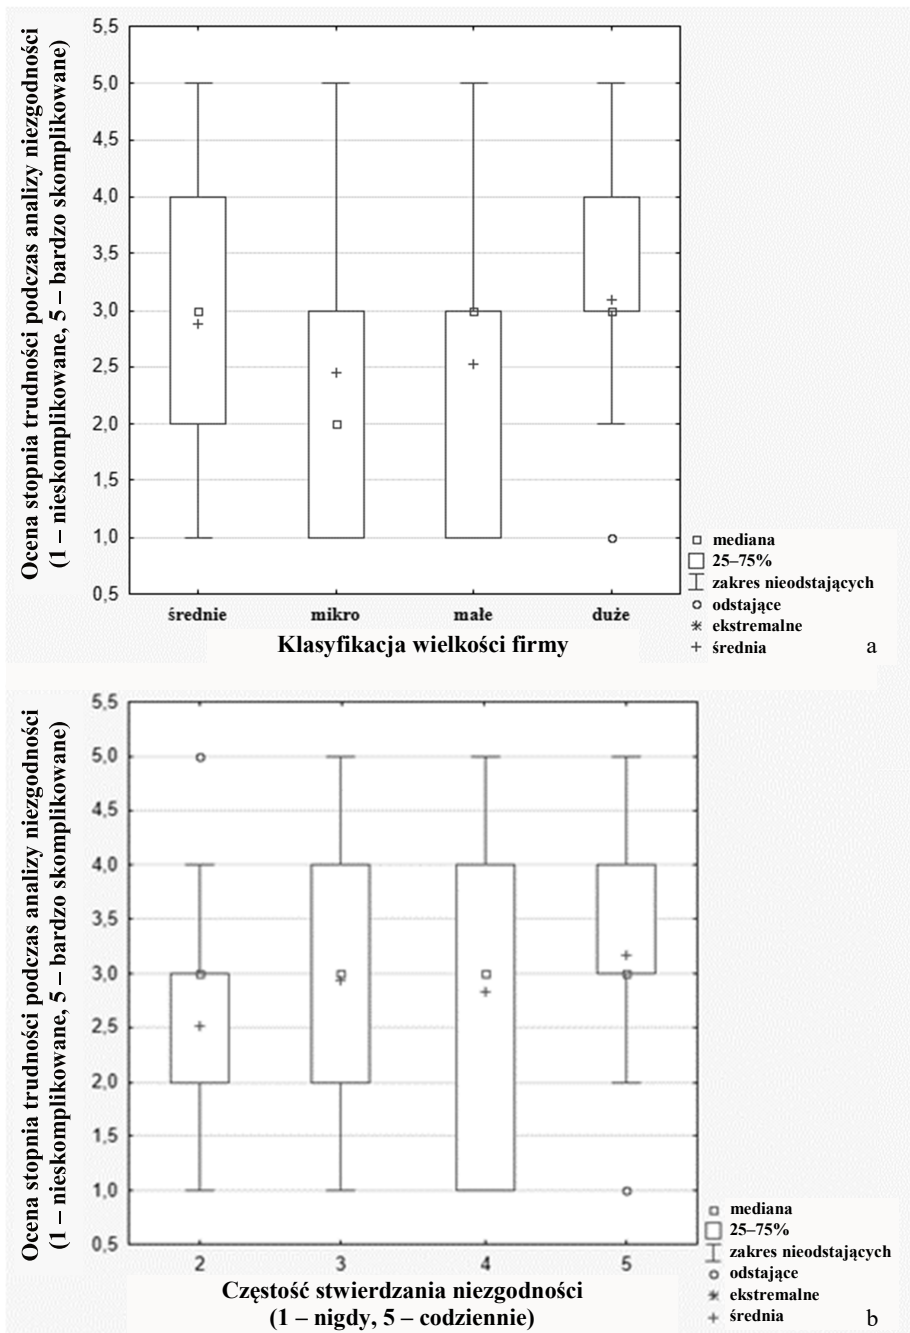 Ocena stopnia trudności podczas analizy niezgodności
(1 – nieskomplikowane, 5 – bardzo skomplikowane)
5,5
5,0
4,5
4,0
3,5
3,0
2,5
2,0
1,5
1,0
0,5
średnie mikro małe duże
Klasyfikacja wielkości firmy
mediana
25–75%
zakres nieodstających
odstające
ekstremalne
średnia
a
Ocena stopnia trudności podczas analizy niezgodności
(1 – nieskomplikowane, 5 – bardzo skomplikowane)
5,5
5,0
4,5
4,0
3,5
3,0
2,5
2,0
1,5
1,0
0,5
2 3 4 5
Częstość stwierdzania niezgodności
(1 – nigdy, 5 – codziennie)
mediana
25–75%
zakres nieodstających
odstające
ekstremalne
średnia
b